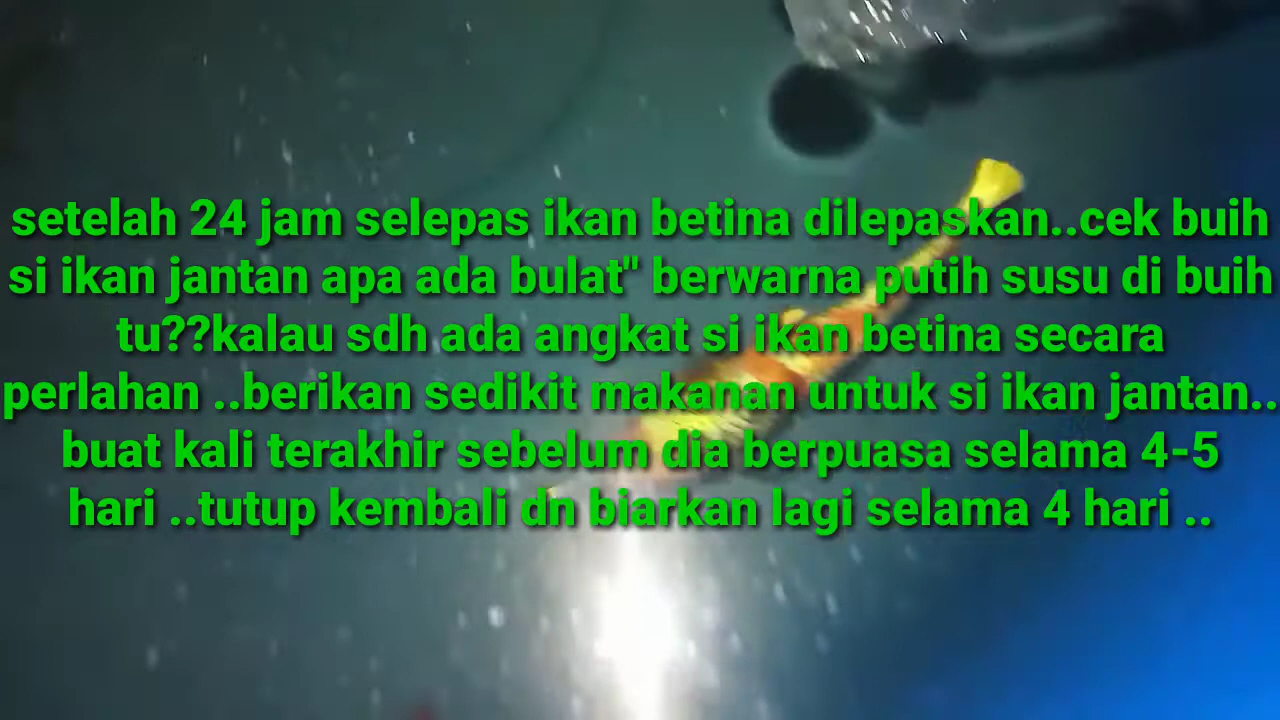 setelah 24 jam selepas ikan betina dilepaskan..cek buih
si ikan jantan apa ada bulat" berwarna putih susu di buih
tu??kalau sdh ada angkat si ikan betina secara
perlahan ..berikan sedikit makanan untuk si ikan jantan..
buat kali terakhir sebelum dia berpuasa selama 4-5
hari ..tutup kembali dn biarkan lagi selama 4 hari ..